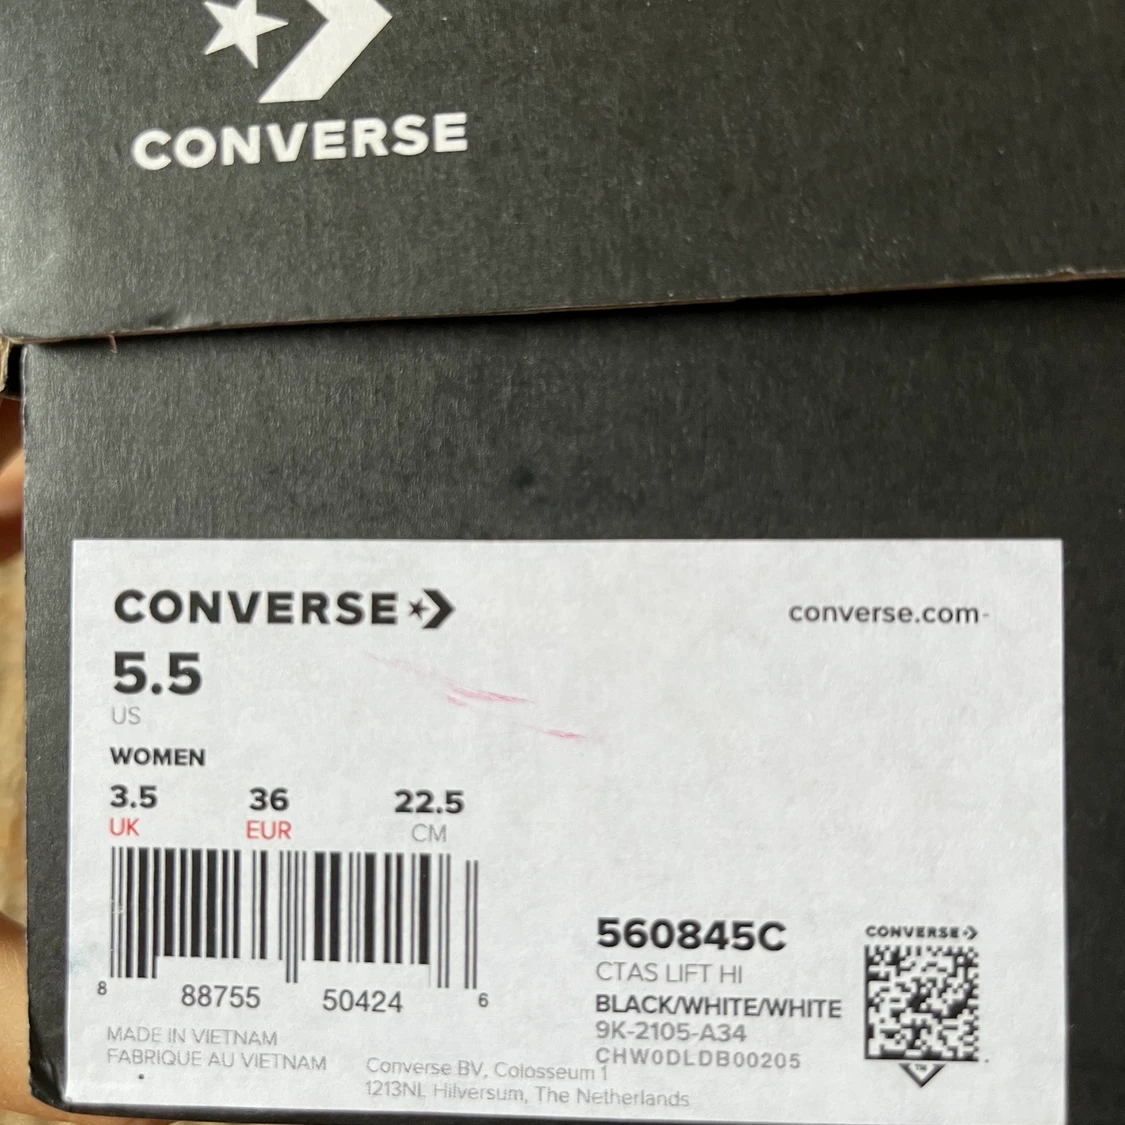 CONVERSE
CONVERSE
converse.com
5.5
US
WOMEN
3.5 36 22.5
UK EUR CM
8 88755 50424 6
MADE IN VIETNAM
FABRIQUE AU VIETNAM
Converse BV, Colosseum 1
1213NL Hilversum, The Netherlands
560845C
CTAS LIFT HI
BLACK/WHITE/WHITE
9K-2105-A34
CHW0DLDB00205
CONVERSE
TM